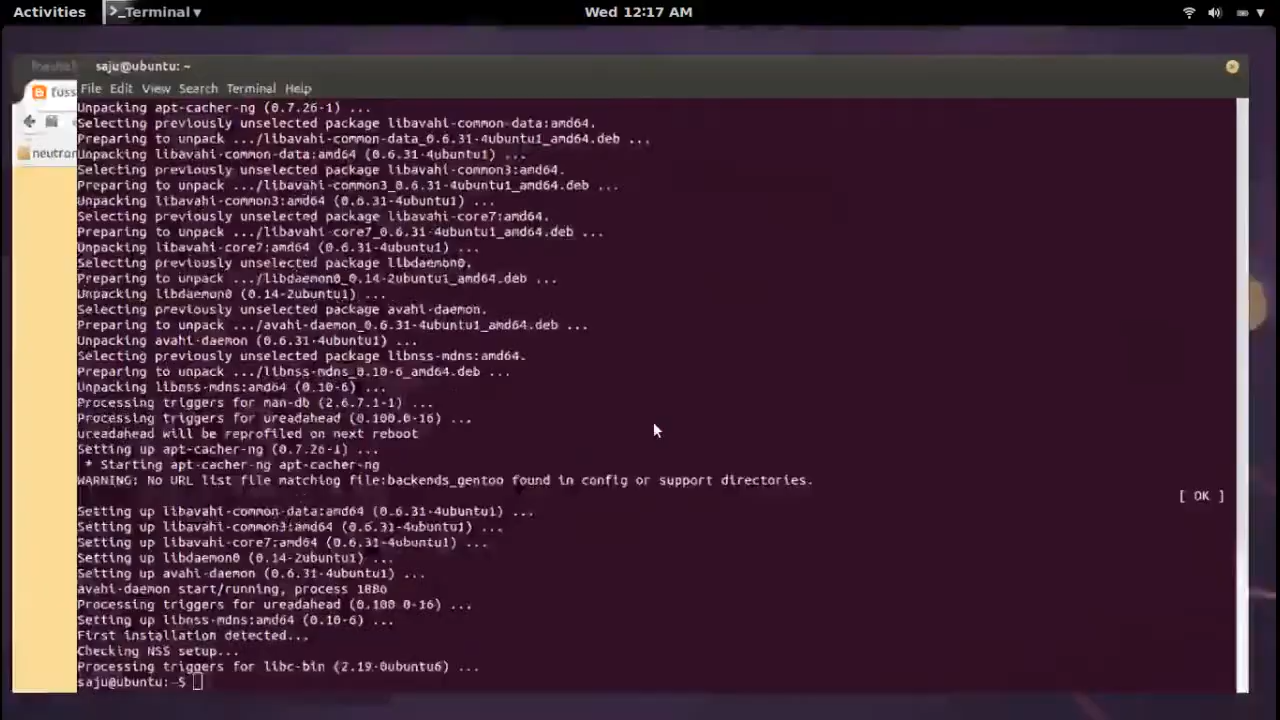 Activities
Terminal
Wed 12:17 AM
saju@ubuntu: ~
fuss
neutron
File Edit View Search Terminal Help
Unpacking apt-cacher-ng (0.7.26-1) ...
Selecting previously unselected package libavahi-common-data:amd64.
Preparing to unpack .../libavahi-common-data_0.6.31-4ubuntu1_amd64.deb ...
Unpacking libavahi-common-data:amd64 (0.6.31-4ubuntu1) ...
Selecting previously unselected package libavahi-common3:amd64.
Preparing to unpack .../libavahi-common3_0.6.31-4ubuntu1_amd64.deb ...
Unpacking libavahi-common3:amd64 (0.6.31-4ubuntu1) ...
Selecting previously unselected package libavahi-core7:amd64.
Preparing to unpack .../libavahi-core7_0.6.31-4ubuntu1_amd64.deb ...
Unpacking libavahi-core7:amd64 (0.6.31-4ubuntu1) ...
Selecting previously unselected package libdaemon0.
Preparing to unpack .../libdaemon0_0.14-2ubuntu1_amd64.deb ...
Unpacking libdaemon0 (0.14-2ubuntu1) ...
Selecting previously unselected package avahi-daemon.
Preparing to unpack .../avahi-daemon_0.6.31-4ubuntu1_amd64.deb ...
Unpacking avahi-daemon (0.6.31-4ubuntu1) ...
Selecting previously unselected package libnss-mdns:amd64.
Preparing to unpack .../libnss-mdns_0.10-6_amd64.deb ...
Unpacking libnss-mdns:amd64 (0.10-6) ...
Processing triggers for man-db (2.6.7.1-1) ...
Processing triggers for ureadahead (0.100.0-16) ...
ureadahead will be reprofiled on next reboot
Setting up apt-cacher-ng (0.7.26-1) ...
* Starting apt-cacher-ng apt-cacher-ng
WARNING: No URL list file matching file:backends_gentoo found in config or support directories.
[ OK ]
Setting up libavahi-common-data:amd64 (0.6.31-4ubuntu1) ...
Setting up libavahi-common3:amd64 (0.6.31-4ubuntu1) ...
Setting up libavahi-core7:amd64 (0.6.31-4ubuntu1) ...
Setting up libdaemon0 (0.14-2ubuntu1) ...
Setting up avahi-daemon (0.6.31-4ubuntu1) ...
avahi-daemon start/running, process 1886
Processing triggers for ureadahead (0.100.0-16) ...
Setting up libnss-mdns:amd64 (0.10-6) ...
First installation detected...
Checking NSS setup...
Processing triggers for libc-bin (2.19-0ubuntu6) ...
saju@ubuntu:~$